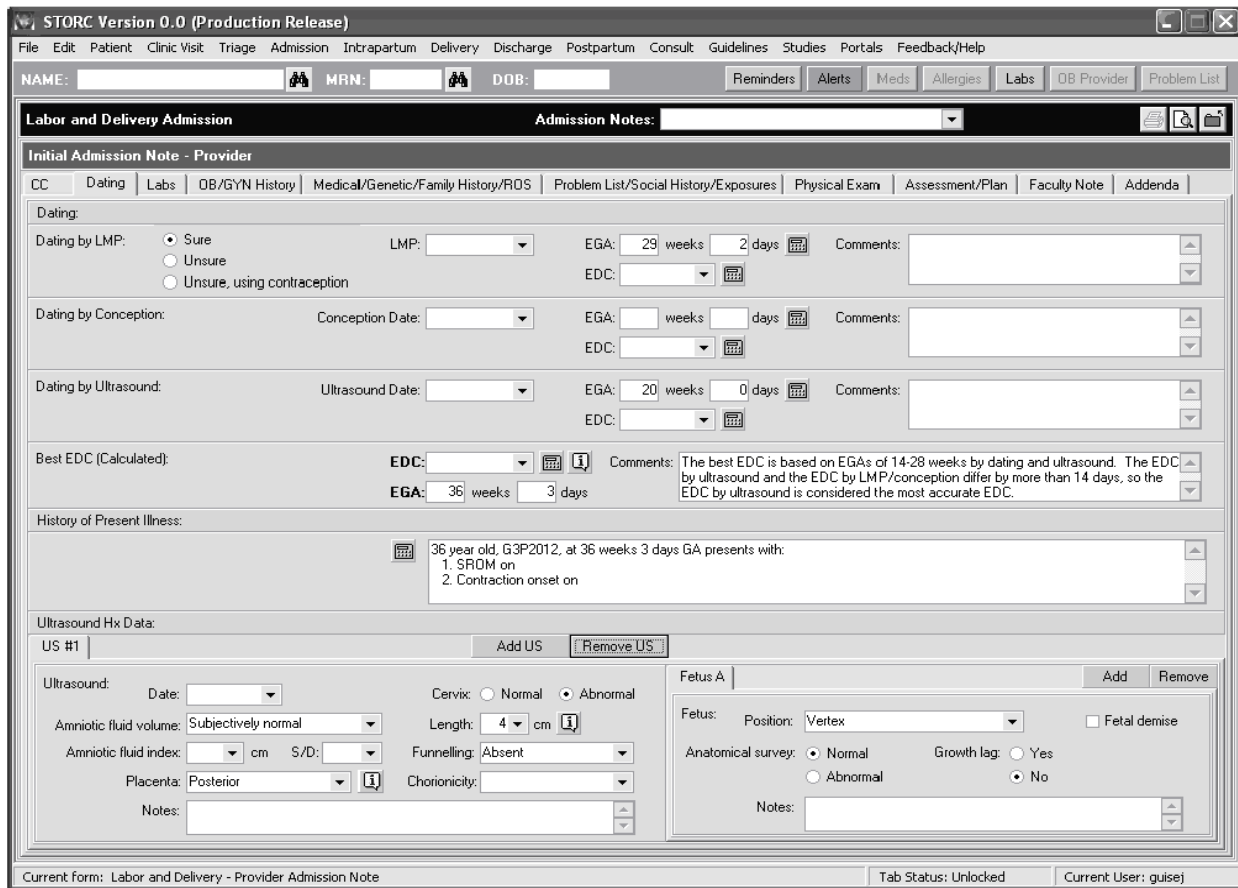 STORC Version 0.0 (Production Release)
File Edit Patient Clinic Visit Triage Admission Intrapartum Delivery Discharge Postpartum Consult Guidelines Studies Portals Feedback/Help
NAME: MRN: DOB: Reminders Alerts Meds Allergies Labs OB Provider Problem List
Labor and Delivery Admission Admission Notes:
Initial Admission Note - Provider
CC Dating Labs OB/GYN History Medical/Genetic/Family History/ROS Problem List/Social History/Exposures Physical Exam Assessment/Plan Faculty Note Addenda
Dating:
Dating by LMP: Sure LMP: EGA: 29 weeks 2 days Comments:
Unsure
Unsure, using contraception EDC:
Dating by Conception: Conception Date: EGA: weeks days Comments:
EDC:
Dating by Ultrasound: Ultrasound Date: EGA: 20 weeks 0 days Comments:
EDC:
Best EDC (Calculated): EDC: Comments: The best EDC is based on EGAs of 14-28 weeks by dating and ultrasound. The EDC
by ultrasound and the EDC by LMP/conception differ by more than 14 days, so the
EGA: 36 weeks 3 days EDC by ultrasound is considered the most accurate EDC.
History of Present Illness:
36 year old, G3P2012, at 36 weeks 3 days GA presents with:
1. SROM on
2. Contraction onset on
Ultrasound Hx Data:
US #1 Add US Remove US
Ultrasound: Date: Cervix: Normal Abnormal
Amniotic fluid volume: Subjectively normal Length: 4 cm
Amniotic fluid index: cm S/D: Funnelling: Absent
Placenta: Posterior Chorionicity:
Notes:
Fetus A Add Remove
Fetus: Position: Vertex Fetal demise
Anatomical survey: Normal Growth lag: Yes
Abnormal No
Notes:
Current form: Labor and Delivery - Provider Admission Note Tab Status: Unlocked Current User: guisej